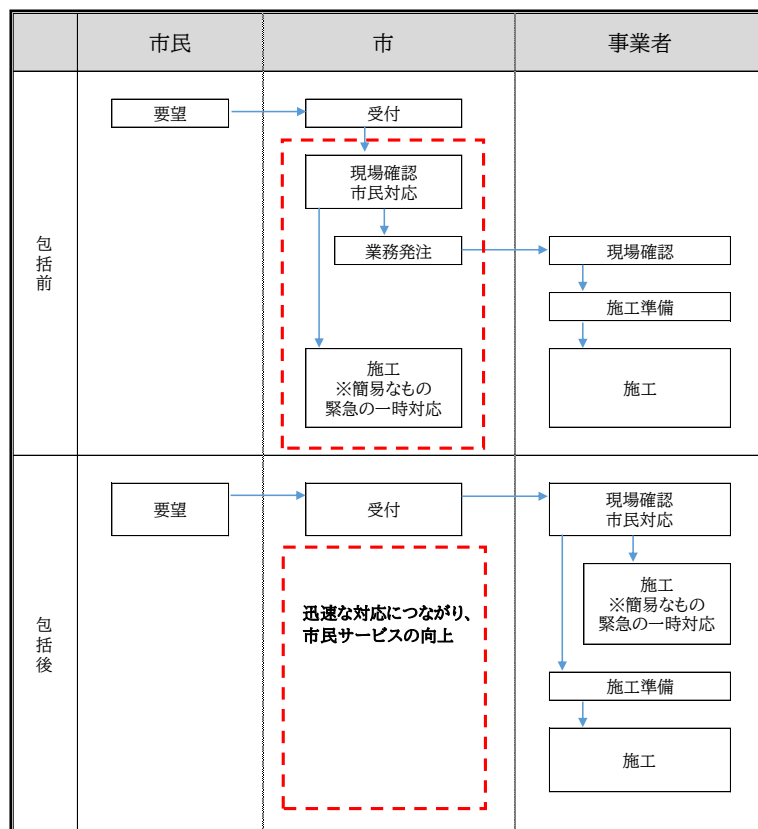 市民
市
事業者
包括前
要望
受付
現場確認
市民対応
業務発注
現場確認
施工準備
施工
※簡易なもの
緊急の一時対応
施工
包括後
要望
受付
現場確認
市民対応
迅速な対応につながり、
市民サービスの向上
施工
※簡易なもの
緊急の一時対応
施工準備
施工